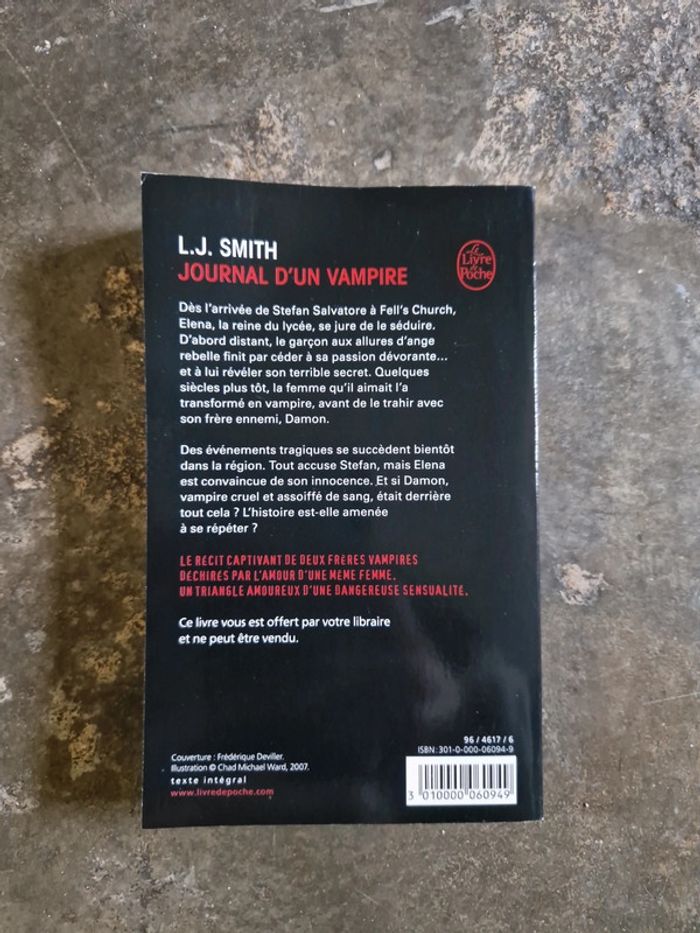 L.J. SMITH
JOURNAL D'UN VAMPIRE
Le
Livre
de
Poche
Dès l'arrivée de Stefan Salvatore à Fell's Church,
Elena, la reine du lycée, se jure de le séduire.
D'abord distant, le garçon aux allures d'ange
rebelle finit par céder à sa passion dévorante...
et à lui révéler son terrible secret. Quelques
siècles plus tôt, la femme qu'il aimait l'a
transformé en vampire, avant de le trahir avec
son frère ennemi, Damon.
Des événements tragiques se succèdent bientôt
dans la région. Tout accuse Stefan, mais Elena
est convaincue de son innocence. Et si Damon,
vampire cruel et assoiffé de sang, était derrière
tout cela ? L'histoire est-elle amenée
à se répéter ?
LE RÉCIT CAPTIVANT DE DEUX FRÈRES VAMPIRES
DÉCHIRÉS PAR L'AMOUR D'UNE MÊME FEMME.
UN TRIANGLE AMOUREUX D'UNE DANGEREUSE SENSUALITÉ.
Ce livre vous est offert par votre libraire
et ne peut être vendu.
96 / 4617 / 6
ISBN: 301-0-000-06094-9
Couverture : Frédérique Deviller.
Illustration © Chad Michael Ward, 2007.
texte intégral
www.livredepoche.com
3 010000 060949